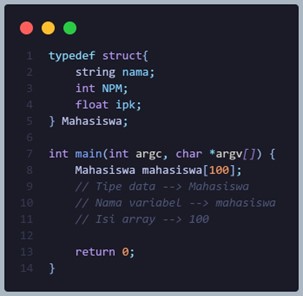 1 typedef struct{
2 string nama;
3 int NPM;
4 float ipk;
5 } Mahasiswa;
6
7 int main(int argc, char *argv[]) {
8 Mahasiswa mahasiswa[100];
9 // Tipe data --> Mahasiswa
10 // Nama variabel --> mahasiswa
11 // Isi array --> 100
12
13 return 0;
14 }